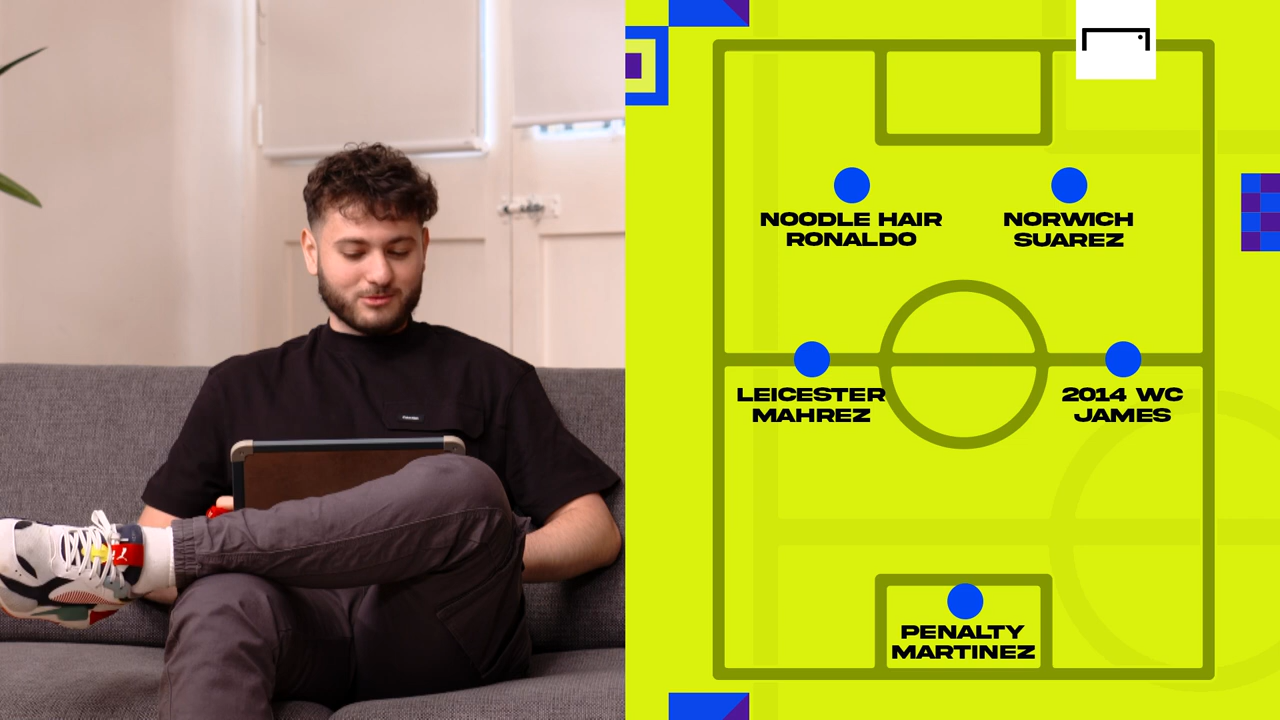 NOODLE HAIR
RONALDO
NORWICH
SUAREZ
LEICESTER
MAHREZ
2014 WC
JAMES
PENALTY
MARTINEZ